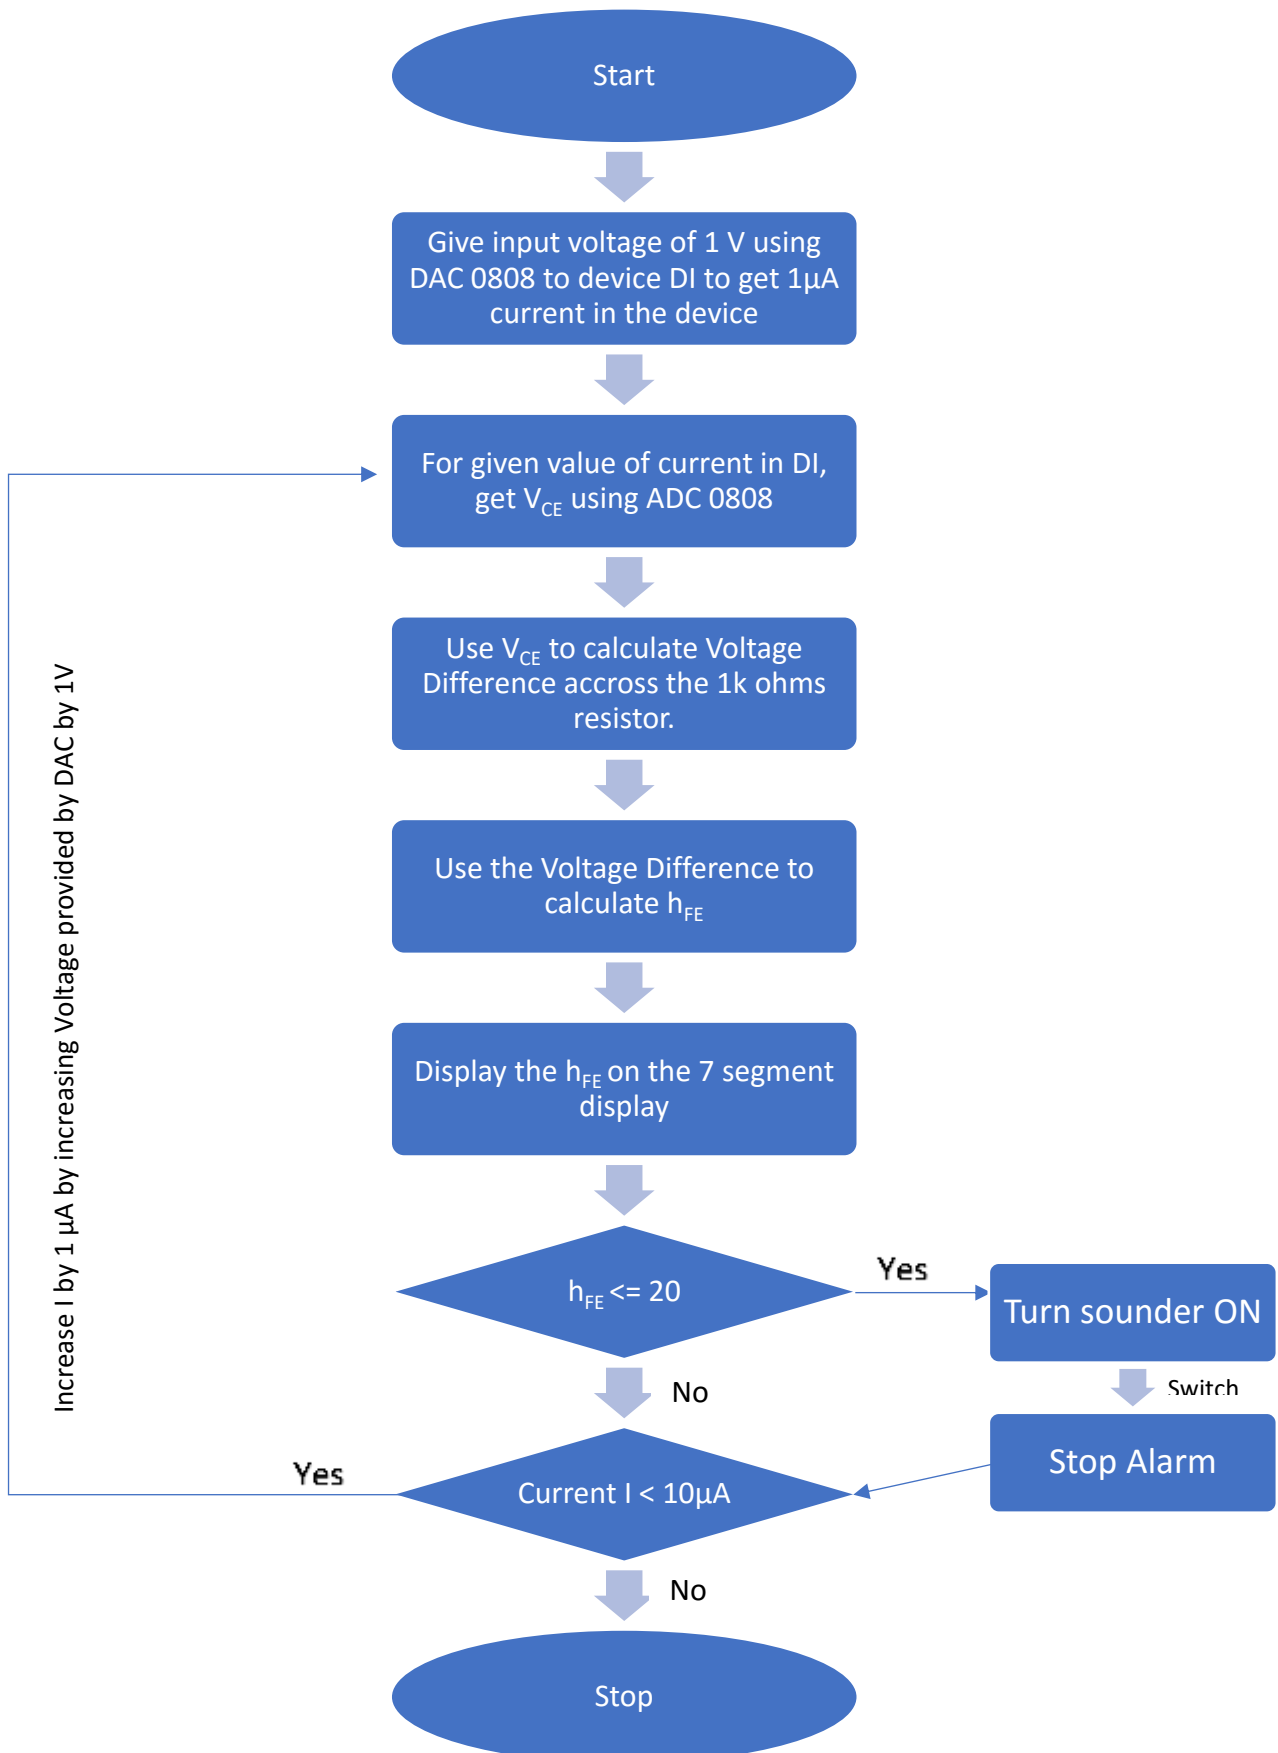 Start
Give input voltage of 1 V using
DAC 0808 to device DI to get 1µA
current in the device
For given value of current in DI,
get VCE using ADC 0808
Use VCE to calculate Voltage
Difference accross the 1k ohms
resistor.
Use the Voltage Difference to
calculate hFE
Display the hFE on the 7 segment
display
hFE <= 20
Yes
Turn sounder ON
Switch
Stop Alarm
No
Current I < 10µA
Yes
Increase I by 1 µA by increasing Voltage provided by DAC by 1V
No
Stop